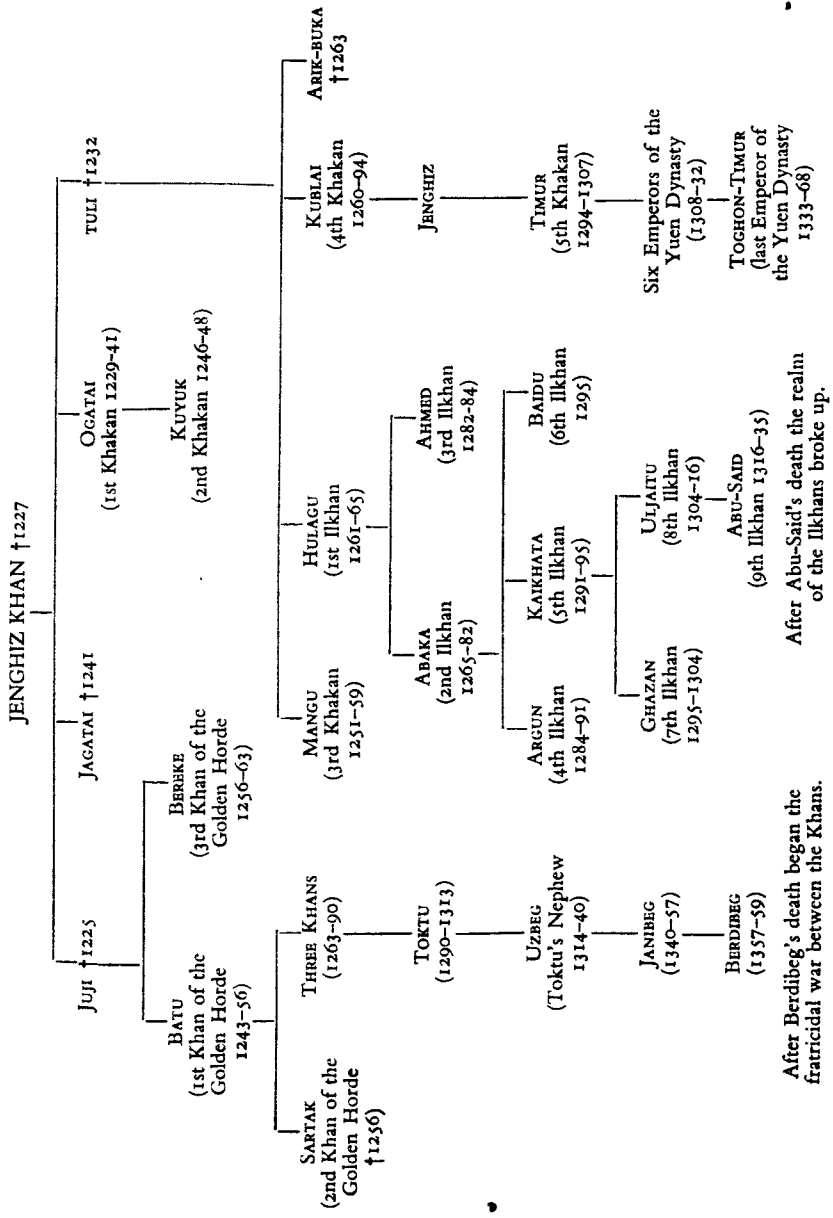 JENGHIZ KHAN †1227
JUJI †1225
JAGATAI †1241
OGATAI
(1st Khakan 1229–41)
TULI †1232
BATU
(1st Khan of the
Golden Horde
1243–56)
BEREKE
(3rd Khan of the
Golden Horde
1256–63)
KUYUK
(2nd Khakan 1246–48)
SARTAK
(2nd Khan of the
Golden Horde
†1256)
THREE KHANS
(1263–90)
MANGU
(3rd Khakan
1251–59)
HULAGU
(1st Ilkhan
1261–65)
KUBLAI
(4th Khakan
1260–94)
ARIK-BUKA
†1263
TOKTU
(1290–1313)
ABAKA
(2nd Ilkhan
1265–82)
AHMED
(3rd Ilkhan
1282–84)
JENGHIZ
UZBEG
(Toktu's Nephew
1314–40)
ARGUN
(4th Ilkhan
1284–91)
KAIKHATA
(5th Ilkhan
1291–95)
BAIDU
(6th Ilkhan
1295)
TIMUR
(5th Khakan
1294–1307)
JANIBEG
(1340–57)
GHAZAN
(7th Ilkhan
1295–1304)
ULJAITU
(8th Ilkhan
1304–16)
Six Emperors of the
Yuen Dynasty
(1308–32)
BERDIBEG
(1357–59)
ABU-SAID
(9th Ilkhan 1316–35)
TOGHON-TIMUR
(last Emperor of
the Yuen Dynasty
1333–68)
After Berdibeg's death began the
fratricidal war between the Khans.
After Abu-Said's death the realm
of the Ilkhans broke up.